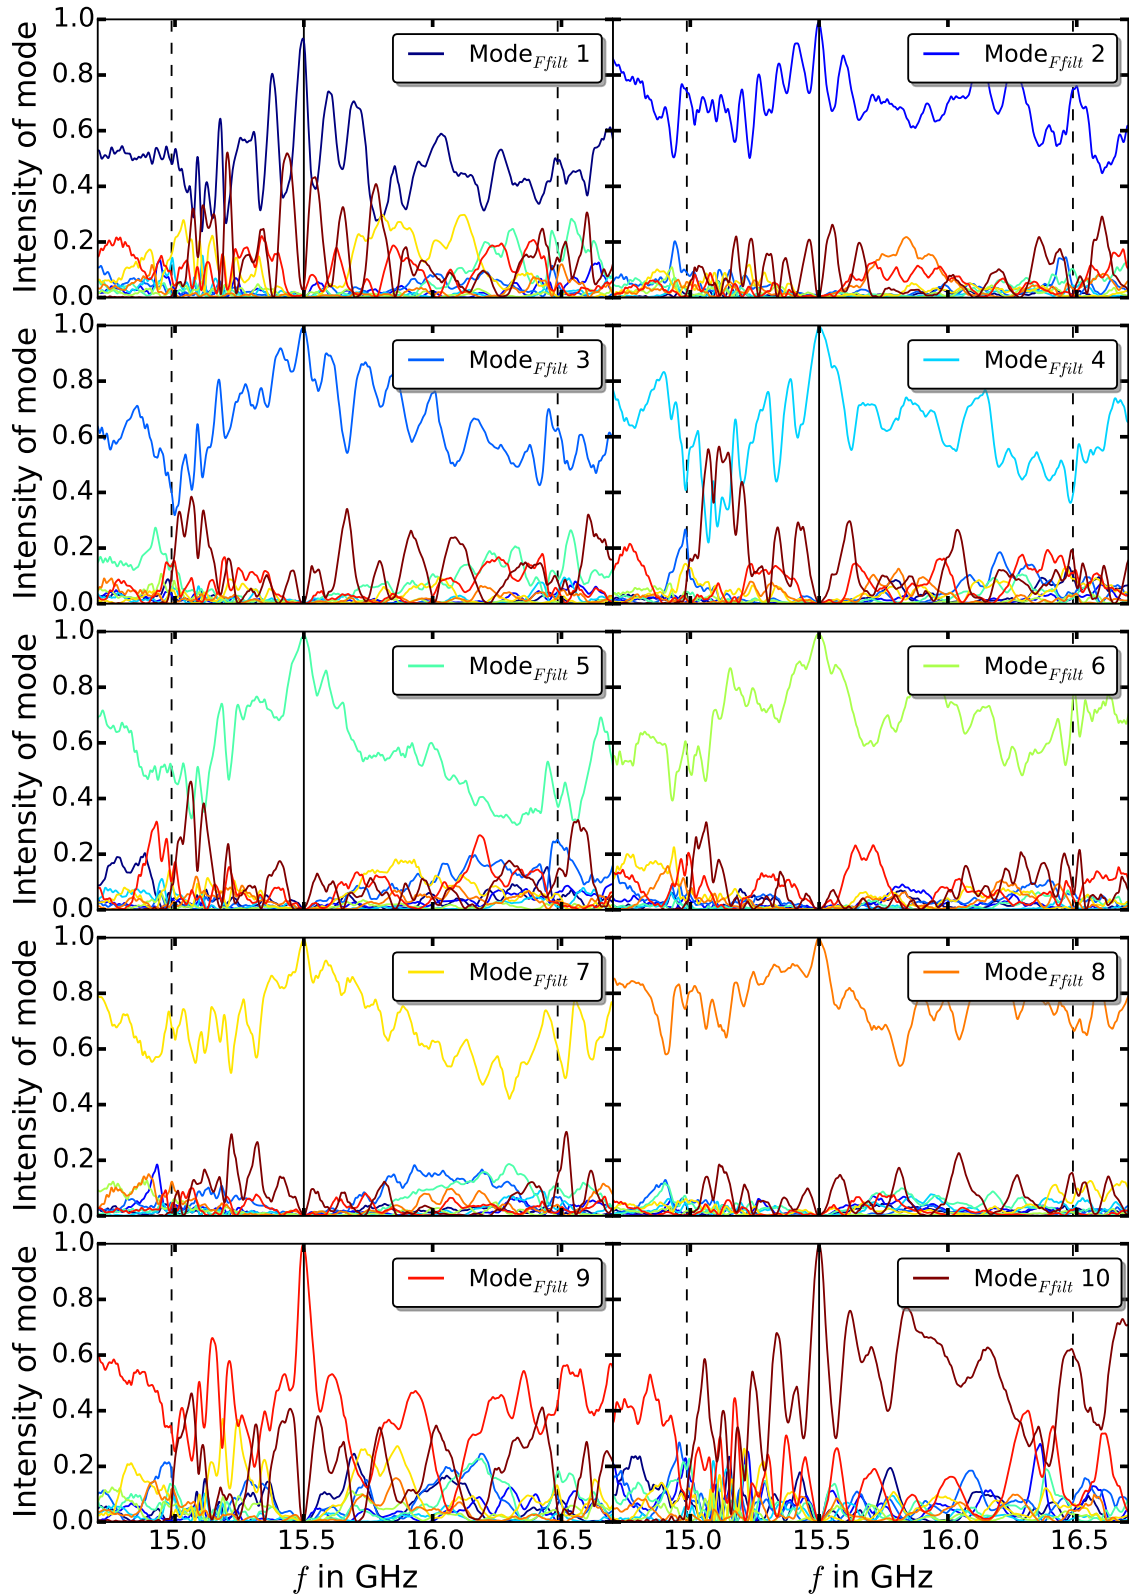 Intensity of mode
1.0
0.8
0.6
0.4
0.2
0.0
Mode_Ffilt 1
Mode_Ffilt 2
Intensity of mode
1.0
0.8
0.6
0.4
0.2
0.0
Mode_Ffilt 3
Mode_Ffilt 4
Intensity of mode
1.0
0.8
0.6
0.4
0.2
0.0
Mode_Ffilt 5
Mode_Ffilt 6
Intensity of mode
1.0
0.8
0.6
0.4
0.2
0.0
Mode_Ffilt 7
Mode_Ffilt 8
Intensity of mode
1.0
0.8
0.6
0.4
0.2
0.0
Mode_Ffilt 9
Mode_Ffilt 10
15.0 15.5 16.0 16.5
15.0 15.5 16.0 16.5
f in GHz
f in GHz